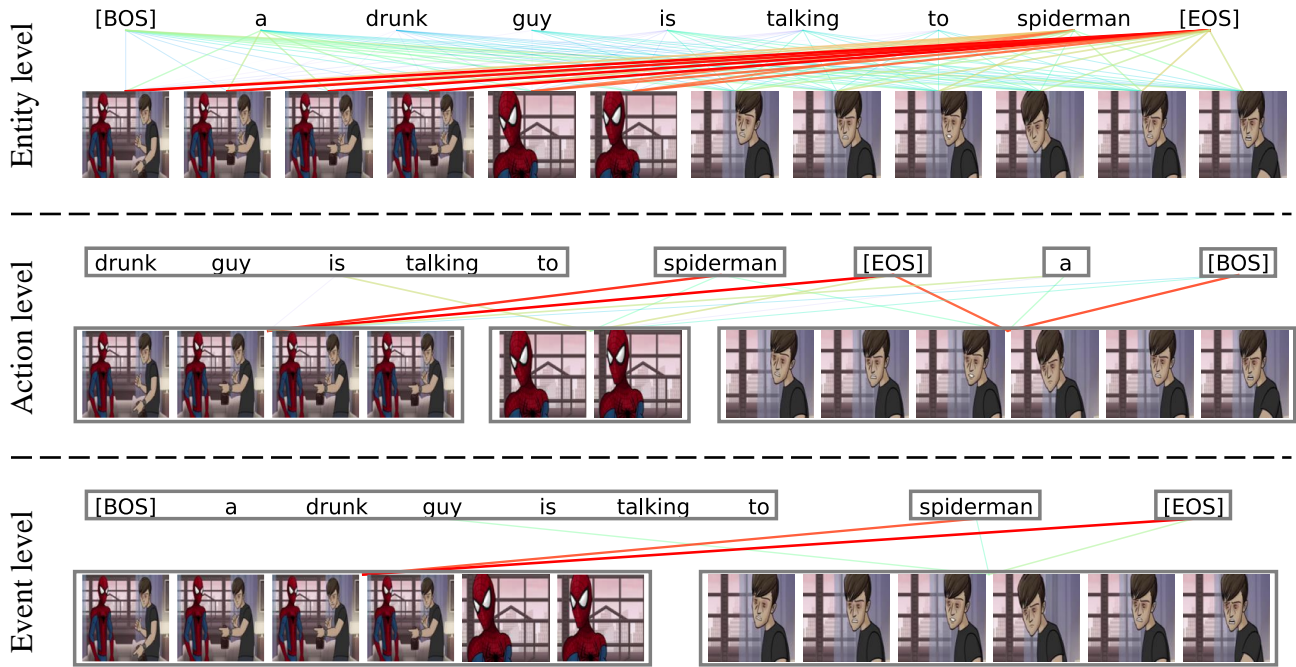 Entity level
[BOS] a drunk guy is talking to spiderman [EOS]
Action level
drunk guy is talking to spiderman [EOS] a [BOS]
Event level
[BOS] a drunk guy is talking to spiderman [EOS]